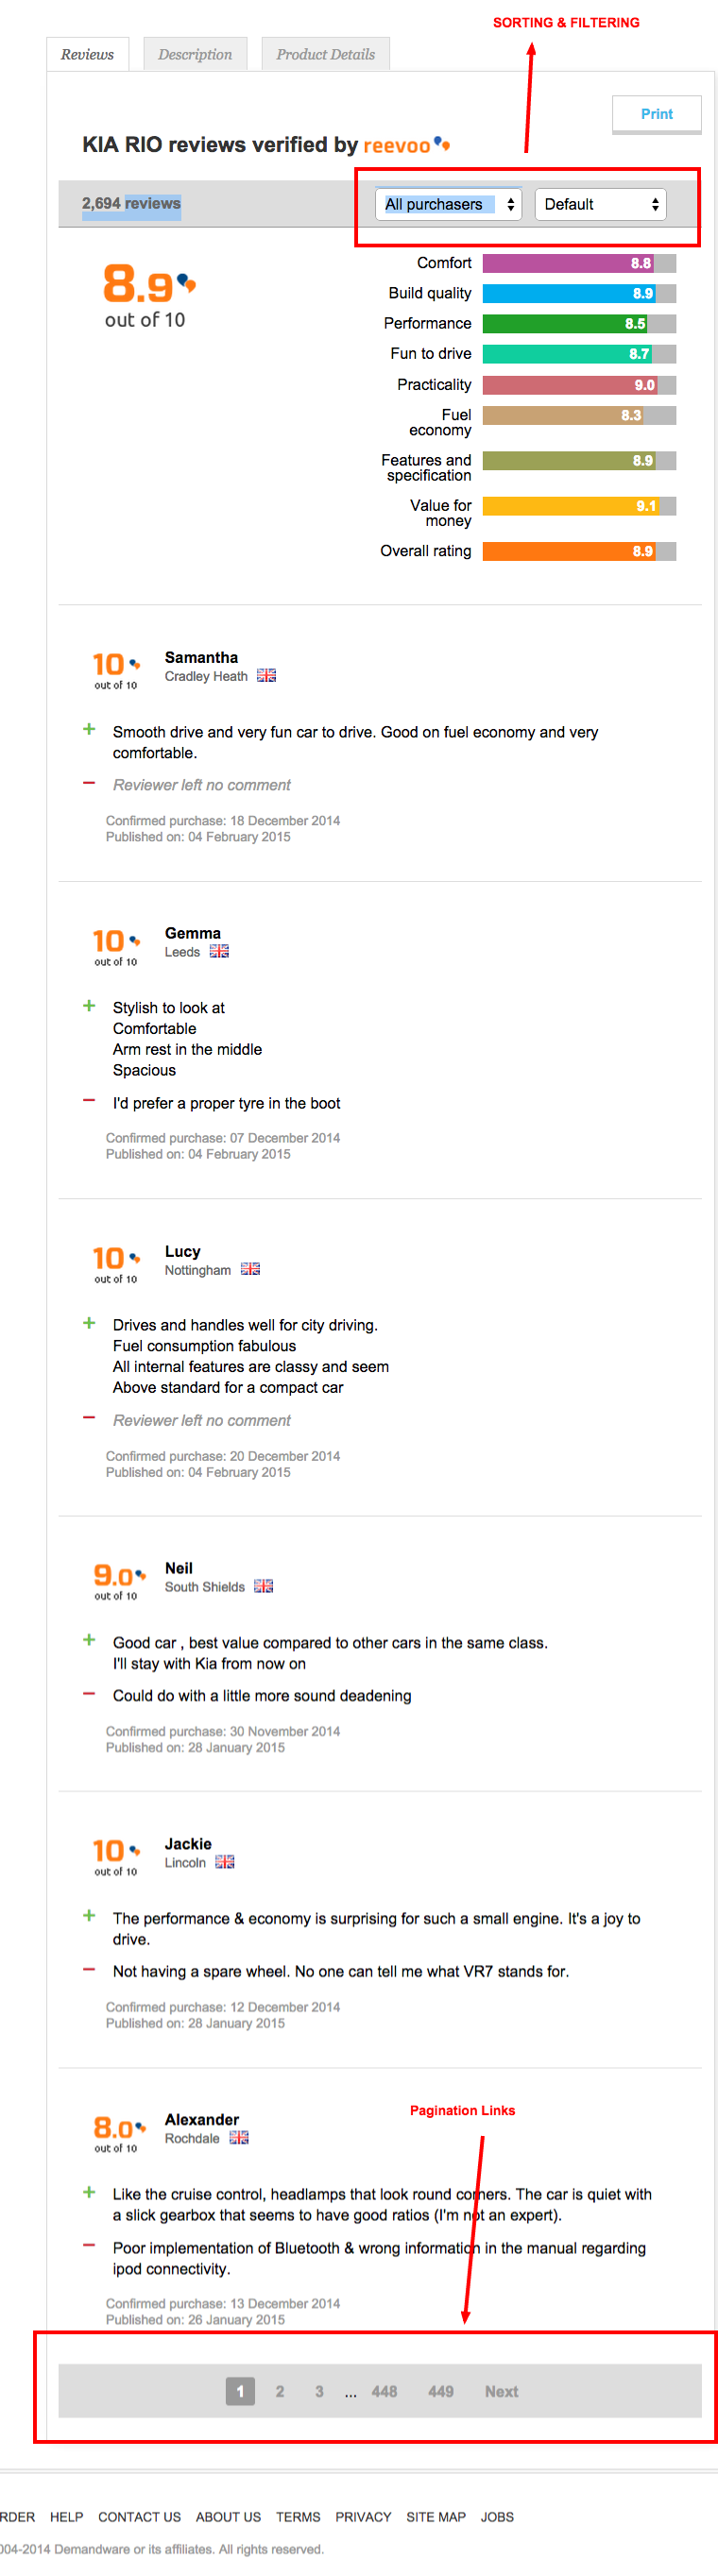 SORTING & FILTERING
Reviews
Description
Product Details
Print
KIA RIO reviews verified by reevoo
2,694 reviews
All purchasers
Default
8.9
out of 10
Comfort 8.8
Build quality 8.9
Performance 8.5
Fun to drive 8.7
Practicality 9.0
Fuel
economy 8.3
Features and
specification 8.9
Value for
money 9.1
Overall rating 8.9
10
out of 10
Samantha
Cradley Heath
+ Smooth drive and very fun car to drive. Good on fuel economy and very
comfortable.
– Reviewer left no comment
Confirmed purchase: 18 December 2014
Published on: 04 February 2015
10
out of 10
Gemma
Leeds
+ Stylish to look at
Comfortable
Arm rest in the middle
Spacious
– I'd prefer a proper tyre in the boot
Confirmed purchase: 07 December 2014
Published on: 04 February 2015
10
out of 10
Lucy
Nottingham
+ Drives and handles well for city driving.
Fuel consumption fabulous
All internal features are classy and seem
Above standard for a compact car
– Reviewer left no comment
Confirmed purchase: 20 December 2014
Published on: 04 February 2015
9.0
out of 10
Neil
South Shields
+ Good car , best value compared to other cars in the same class.
I'll stay with Kia from now on
– Could do with a little more sound deadening
Confirmed purchase: 30 November 2014
Published on: 28 January 2015
10
out of 10
Jackie
Lincoln
+ The performance & economy is surprising for such a small engine. It's a joy to
drive.
– Not having a spare wheel. No one can tell me what VR7 stands for.
Confirmed purchase: 12 December 2014
Published on: 28 January 2015
Pagination Links
8.0
out of 10
Alexander
Rochdale
+ Like the cruise control, headlamps that look round corners. The car is quiet with
a slick gearbox that seems to have good ratios (I'm not an expert).
– Poor implementation of Bluetooth & wrong information in the manual regarding
ipod connectivity.
Confirmed purchase: 13 December 2014
Published on: 26 January 2015
1 2 3 ... 448 449 Next
RDER HELP CONTACT US ABOUT US TERMS PRIVACY SITE MAP JOBS
004-2014 Demandware or its affiliates. All rights reserved.